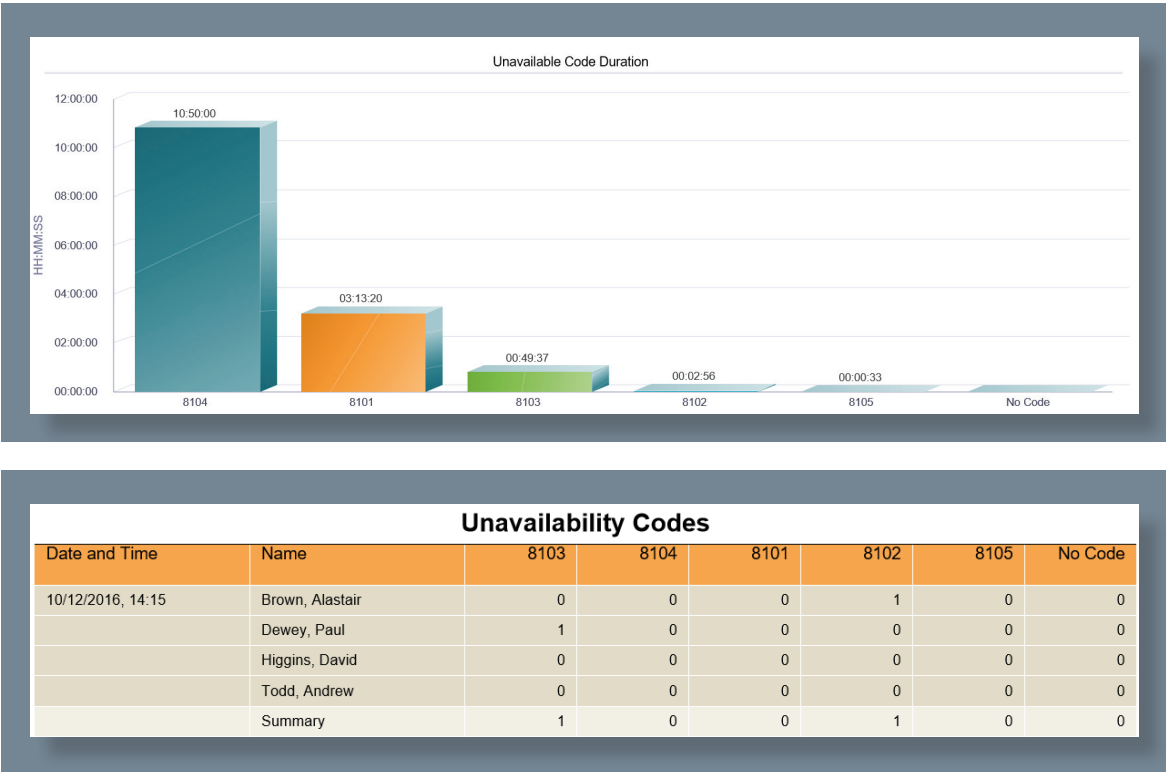 Unavailable Code Duration
12:00:00
10:50:00
10:00:00
08:00:00
HH:MM:SS
06:00:00
04:00:00
03:13:20
02:00:00
00:49:37
00:02:56
00:00:33
00:00:00
8104 8101 8103 8102 8105 No Code
Unavailability Codes
Date and Time Name 8103 8104 8101 8102 8105 No Code
10/12/2016, 14:15 Brown, Alastair 0 0 0 1 0 0
Dewey, Paul 1 0 0 0 0 0
Higgins, David 0 0 0 0 0 0
Todd, Andrew 0 0 0 0 0 0
Summary 1 0 0 1 0 0